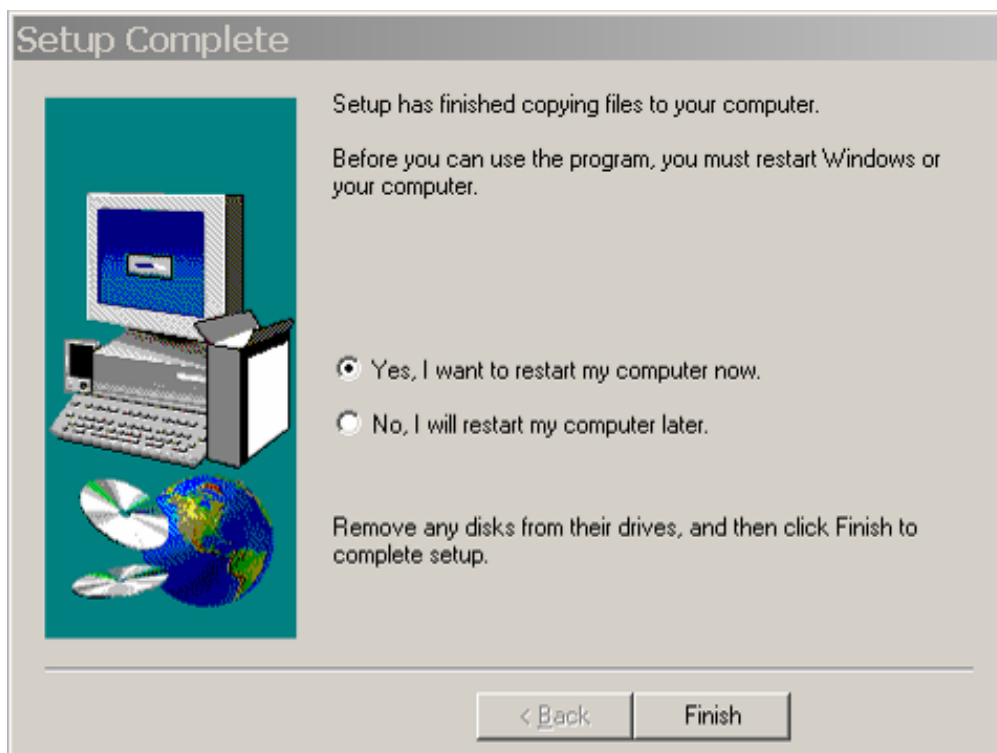 Setup Complete
Setup has finished copying files to your computer.
Before you can use the program, you must restart Windows or
your computer.
Yes, I want to restart my computer now.
No, I will restart my computer later.
Remove any disks from their drives, and then click Finish to
complete setup.
< Back
Finish